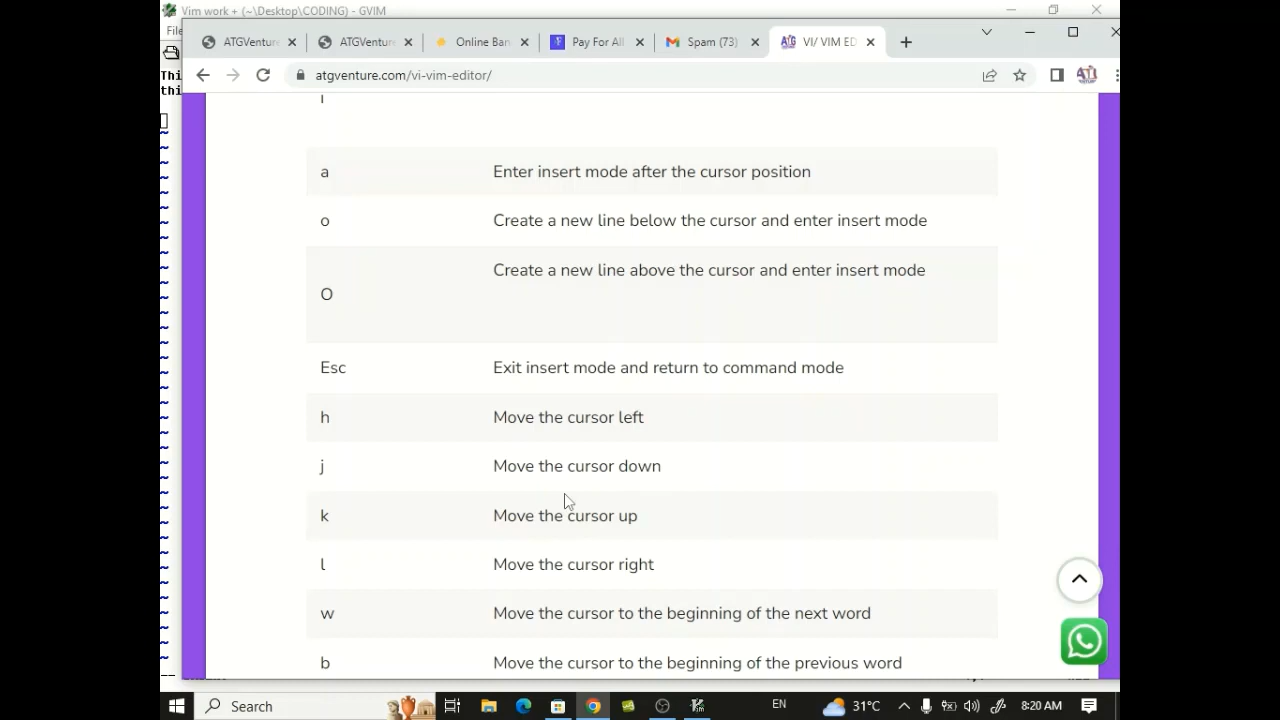 Vim work + (~\Desktop\CODING) - GVIM
File
ATGVenture
ATGVenture
Online Ban
Pay For All
Spam (73)
VI/ VIM ED
atgventure.com/vi-vim-editor/
Thi
thi
a Enter insert mode after the cursor position
o Create a new line below the cursor and enter insert mode
O Create a new line above the cursor and enter insert mode
Esc Exit insert mode and return to command mode
h Move the cursor left
j Move the cursor down
k Move the cursor up
l Move the cursor right
w Move the cursor to the beginning of the next word
b Move the cursor to the beginning of the previous word
Search
EN
31°C
8:20 AM